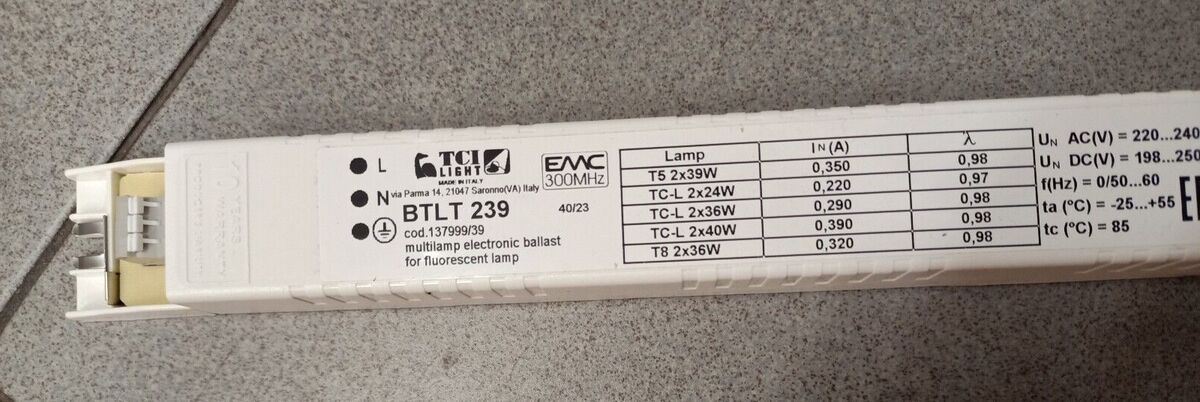 L
N
TCI
LIGHT
MADE IN ITALY
via Parma 14, 21047 Saronno(VA) Italy
BTLT 239
cod.137999/39
multilamp electronic ballast
for fluorescent lamp
EMC
300MHz
40/23
Lamp IN (A) λ
T5 2x39W 0,350 0,98
TC-L 2x24W 0,220 0,97
TC-L 2x36W 0,290 0,98
TC-L 2x40W 0,390 0,98
T8 2x36W 0,320 0,98
UN AC(V) = 220...240
UN DC(V) = 198...250
f(Hz) = 0/50...60
ta (°C) = -25...+55
tc (°C) = 85